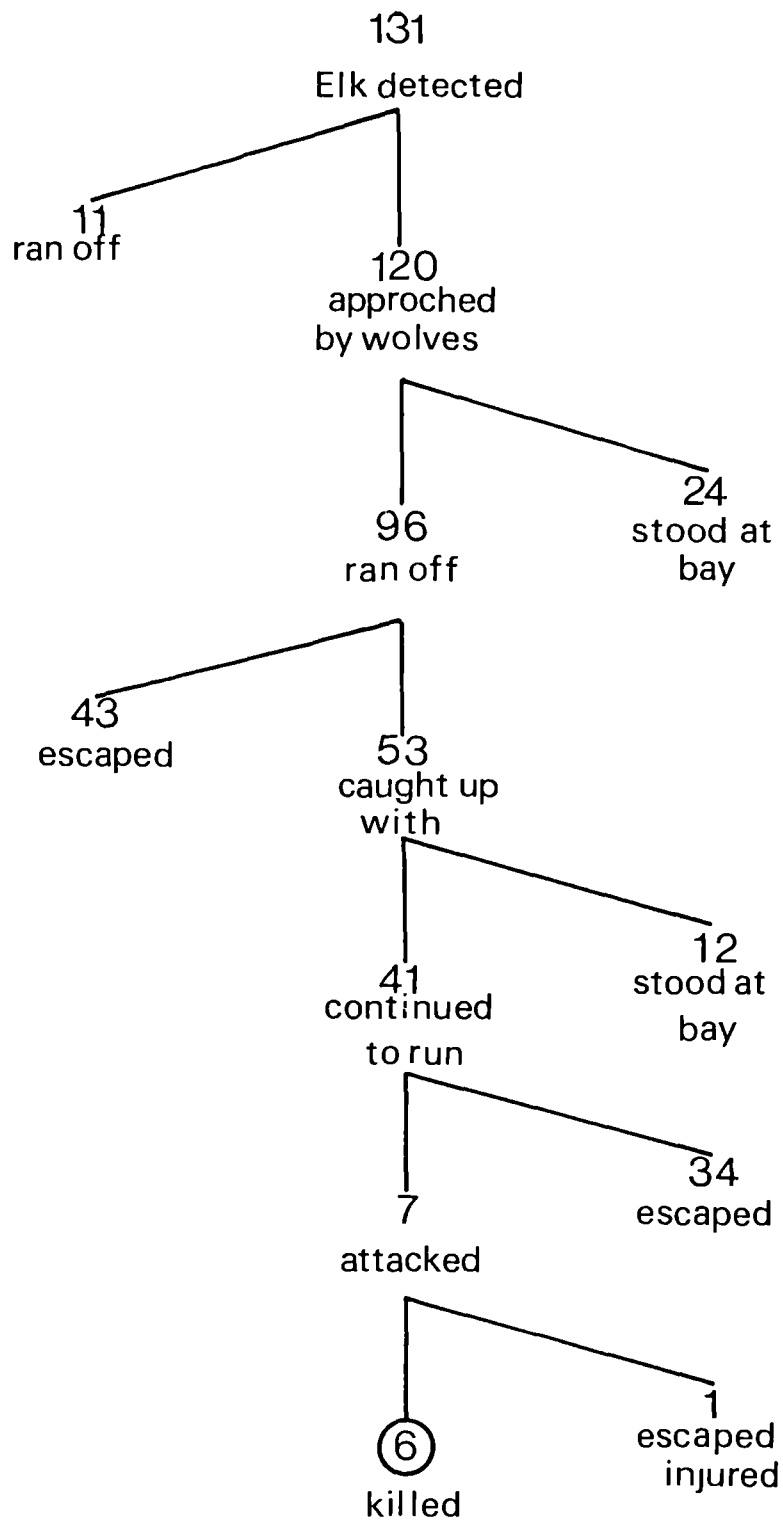 131
Elk detected
11
ran off
120
approched
by wolves
96
ran off
24
stood at
bay
43
escaped
53
caught up
with
41
continued
to run
12
stood at
bay
7
attacked
34
escaped
6
killed
1
escaped
injured